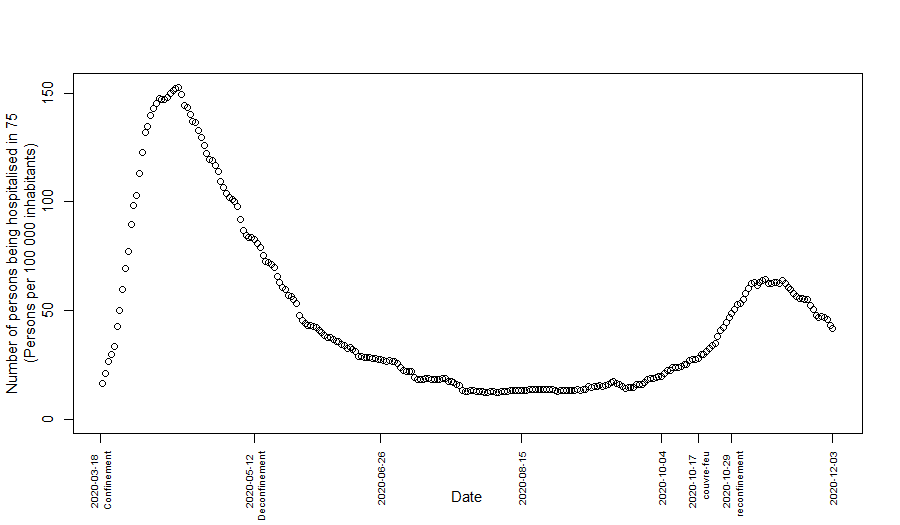 Number of persons being hospitalised in 75
(Persons per 100 000 inhabitants)
150
100
50
0
2020-03-18
Confinement
2020-05-12
Deconfinement
2020-06-26
2020-08-15
2020-10-04
2020-10-17
couvre-feu
2020-10-29
reconfinement
2020-12-03
Date